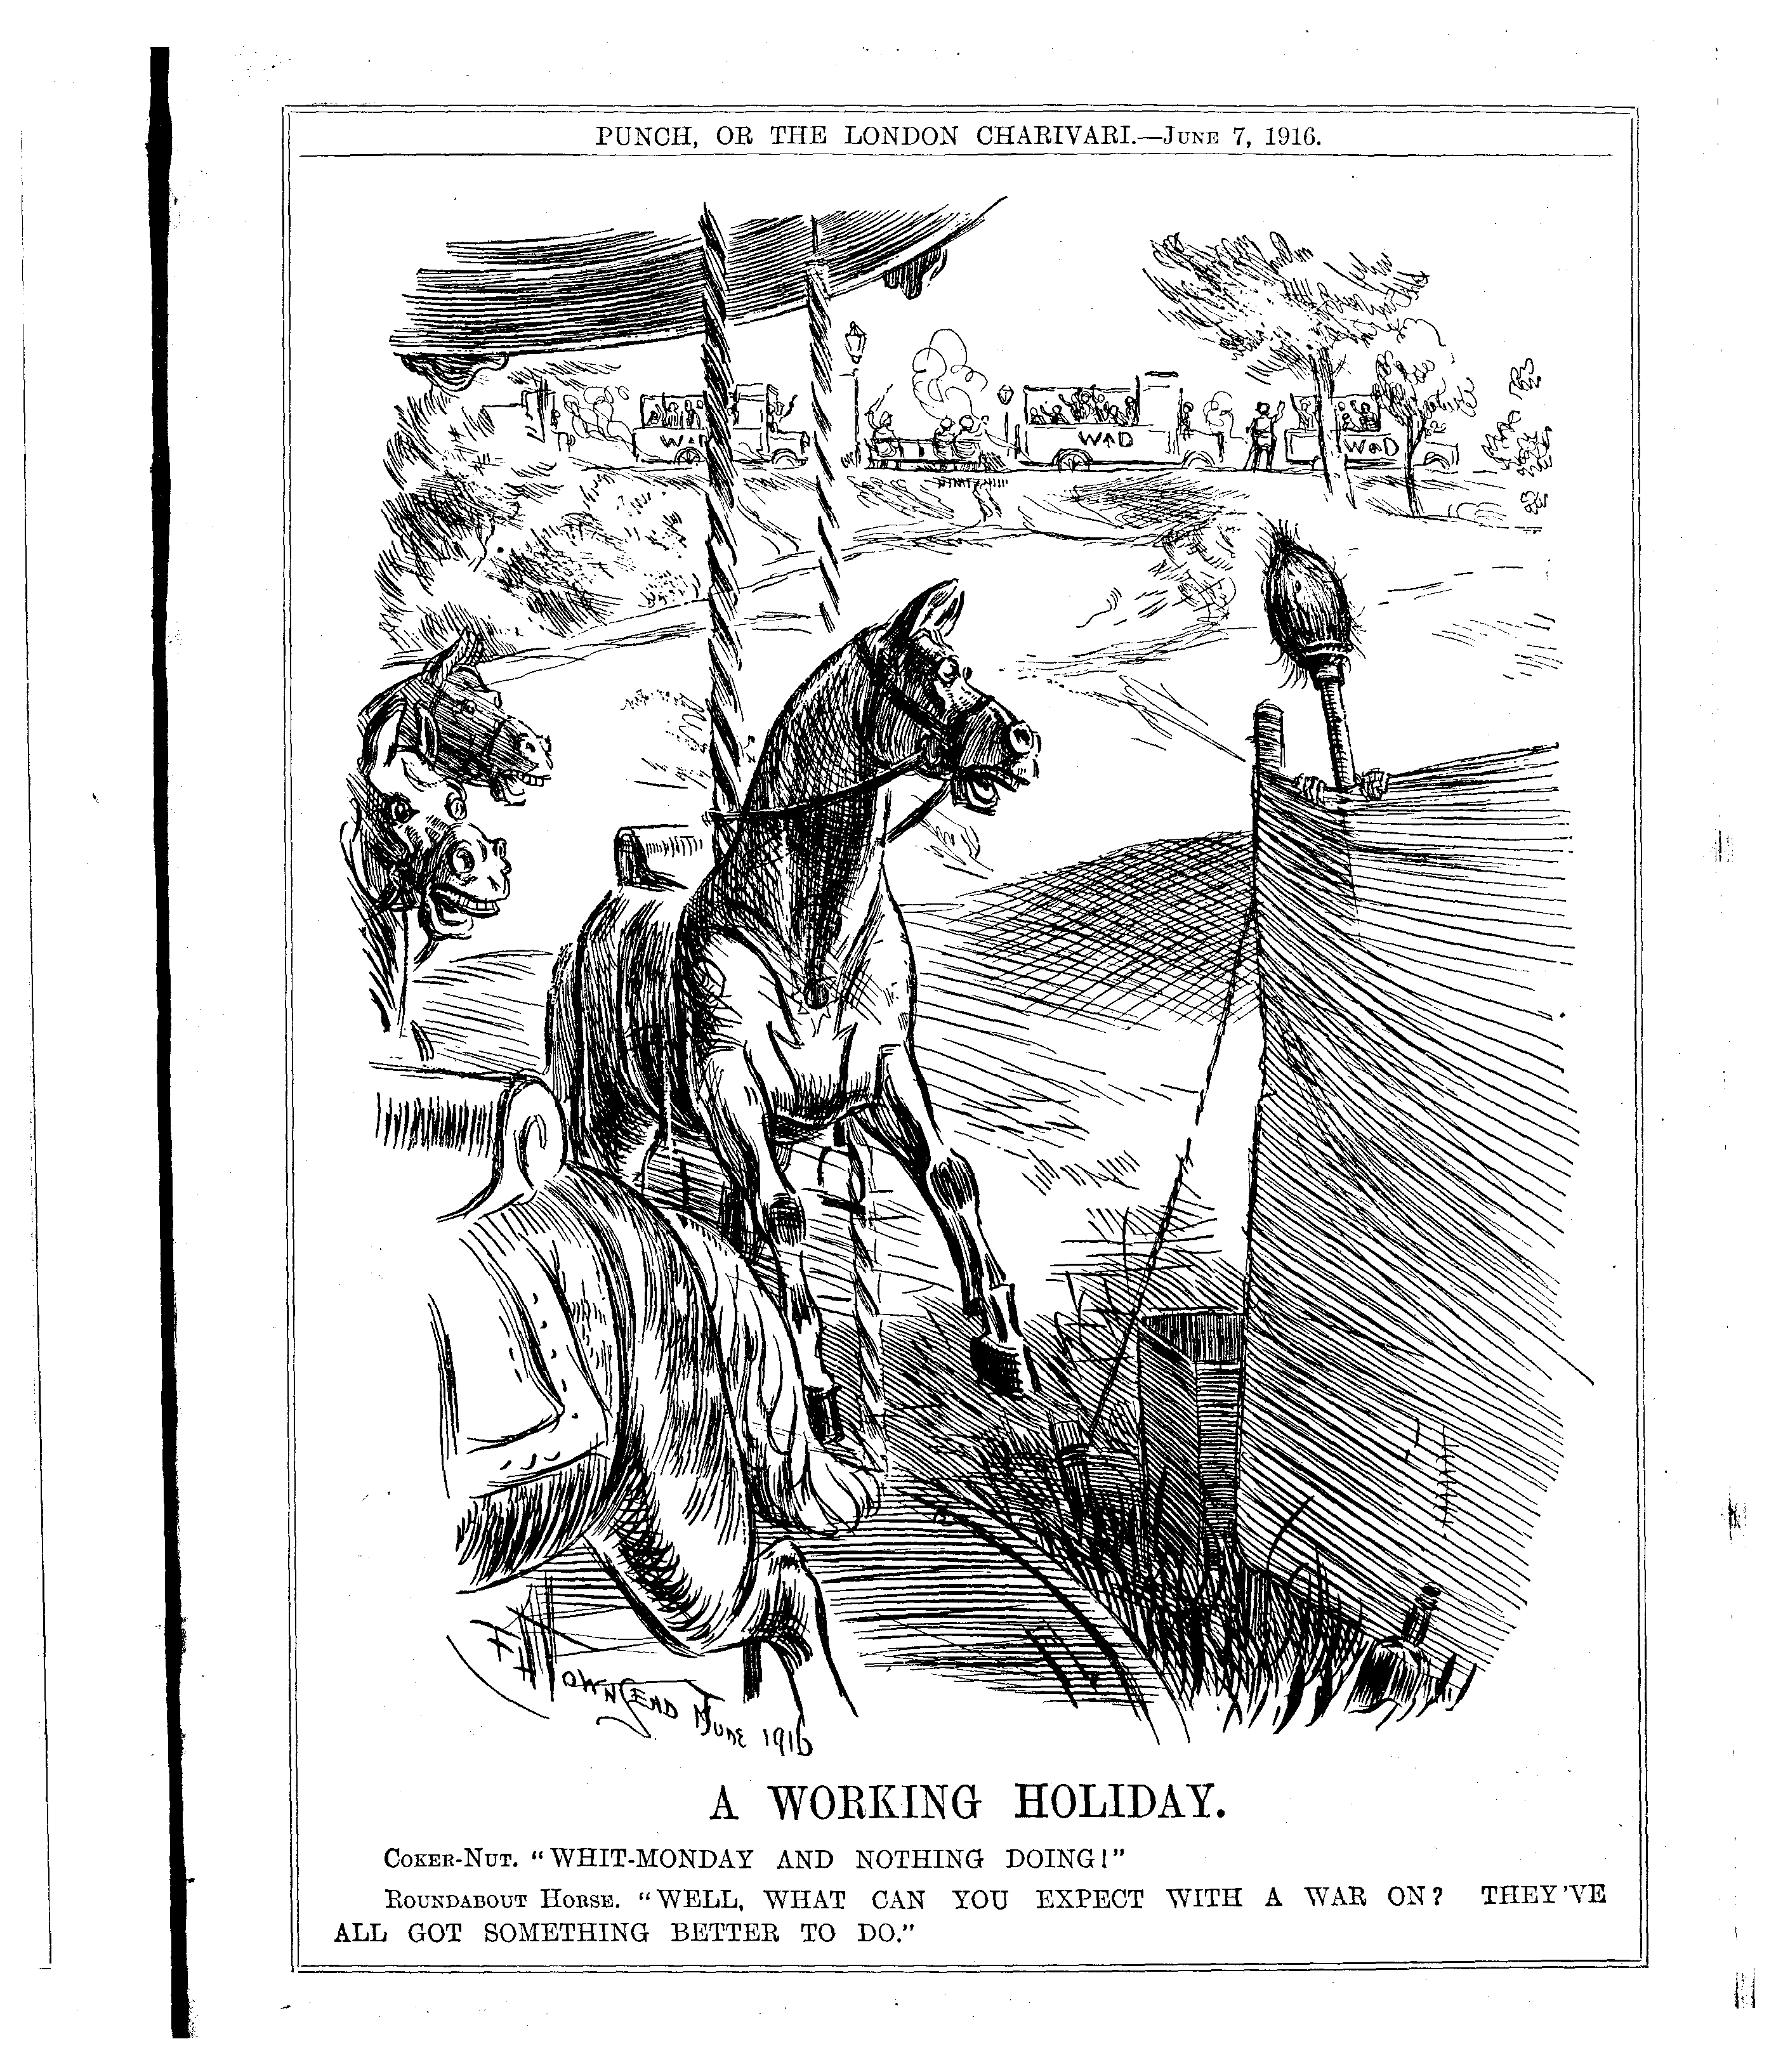 PUNCH, OR THE LONDON CHARIVARI.—JUNE 7, 1916.
W↑D
W↑D
W↑D
F H TOWNSEND JUNE 1916
A WORKING HOLIDAY.
COKER-NUT. "WHIT-MONDAY AND NOTHING DOING!"
ROUNDABOUT HORSE. "WELL, WHAT CAN YOU EXPECT WITH A WAR ON? THEY'VE
ALL GOT SOMETHING BETTER TO DO."